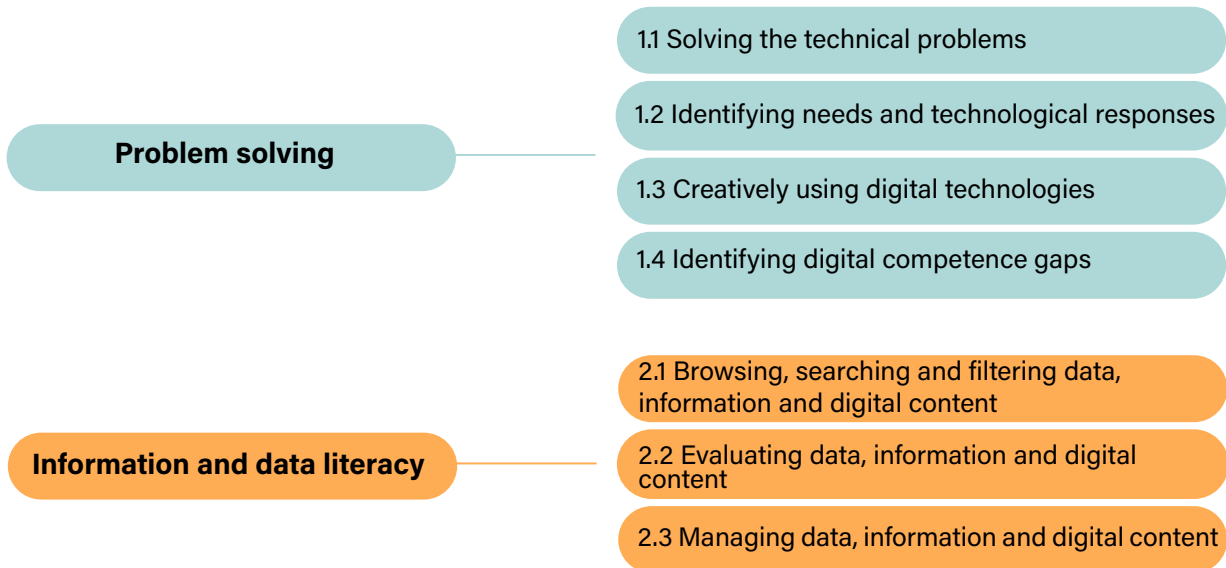 Problem solving
1.1 Solving the technical problems
1.2 Identifying needs and technological responses
1.3 Creatively using digital technologies
1.4 Identifying digital competence gaps
Information and data literacy
2.1 Browsing, searching and filtering data,
information and digital content
2.2 Evaluating data, information and digital
content
2.3 Managing data, information and digital content